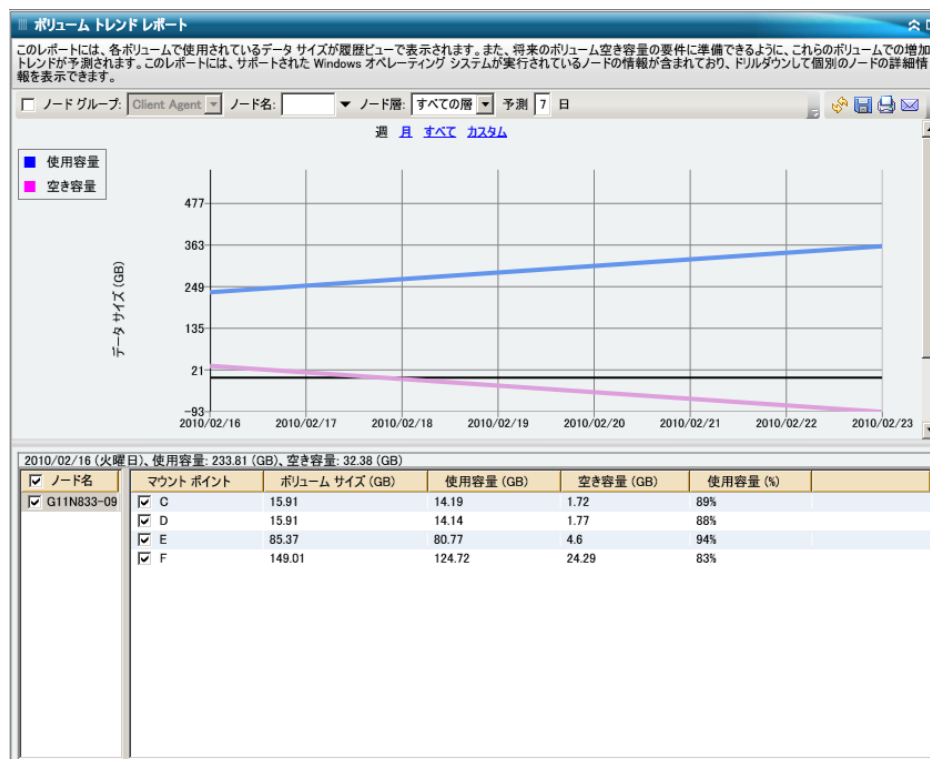 ボリューム トレンド レポート
このレポートには、各ボリュームで使用されているデータ サイズが履歴ビューで表示されます。また、将来のボリューム空き容量の要件に準備できるように、これらのボリュームでの増加
トレンドが予測されます。このレポートには、サポートされた Windows オペレーティング システムが実行されているノードの情報が含まれており、ドリルダウンして個別のノードの詳細情
報を表示できます。
ノード グループ: Client Agent ノード名: ノード層: すべての層 予測 7 日
週 月 すべて カスタム
使用容量
空き容量
データ サイズ (GB)
477
363
249
135
21
-93
2010/02/16 2010/02/17 2010/02/18 2010/02/19 2010/02/20 2010/02/21 2010/02/22 2010/02/23
2010/02/16 (火曜日)、使用容量: 233.81 (GB)、空き容量: 32.38 (GB)
ノード名 マウント ポイント ボリューム サイズ (GB) 使用容量 (GB) 空き容量 (GB) 使用容量 (%)
G11N833-09 C 15.91 14.19 1.72 89%
D 15.91 14.14 1.77 88%
E 85.37 80.77 4.6 94%
F 149.01 124.72 24.29 83%